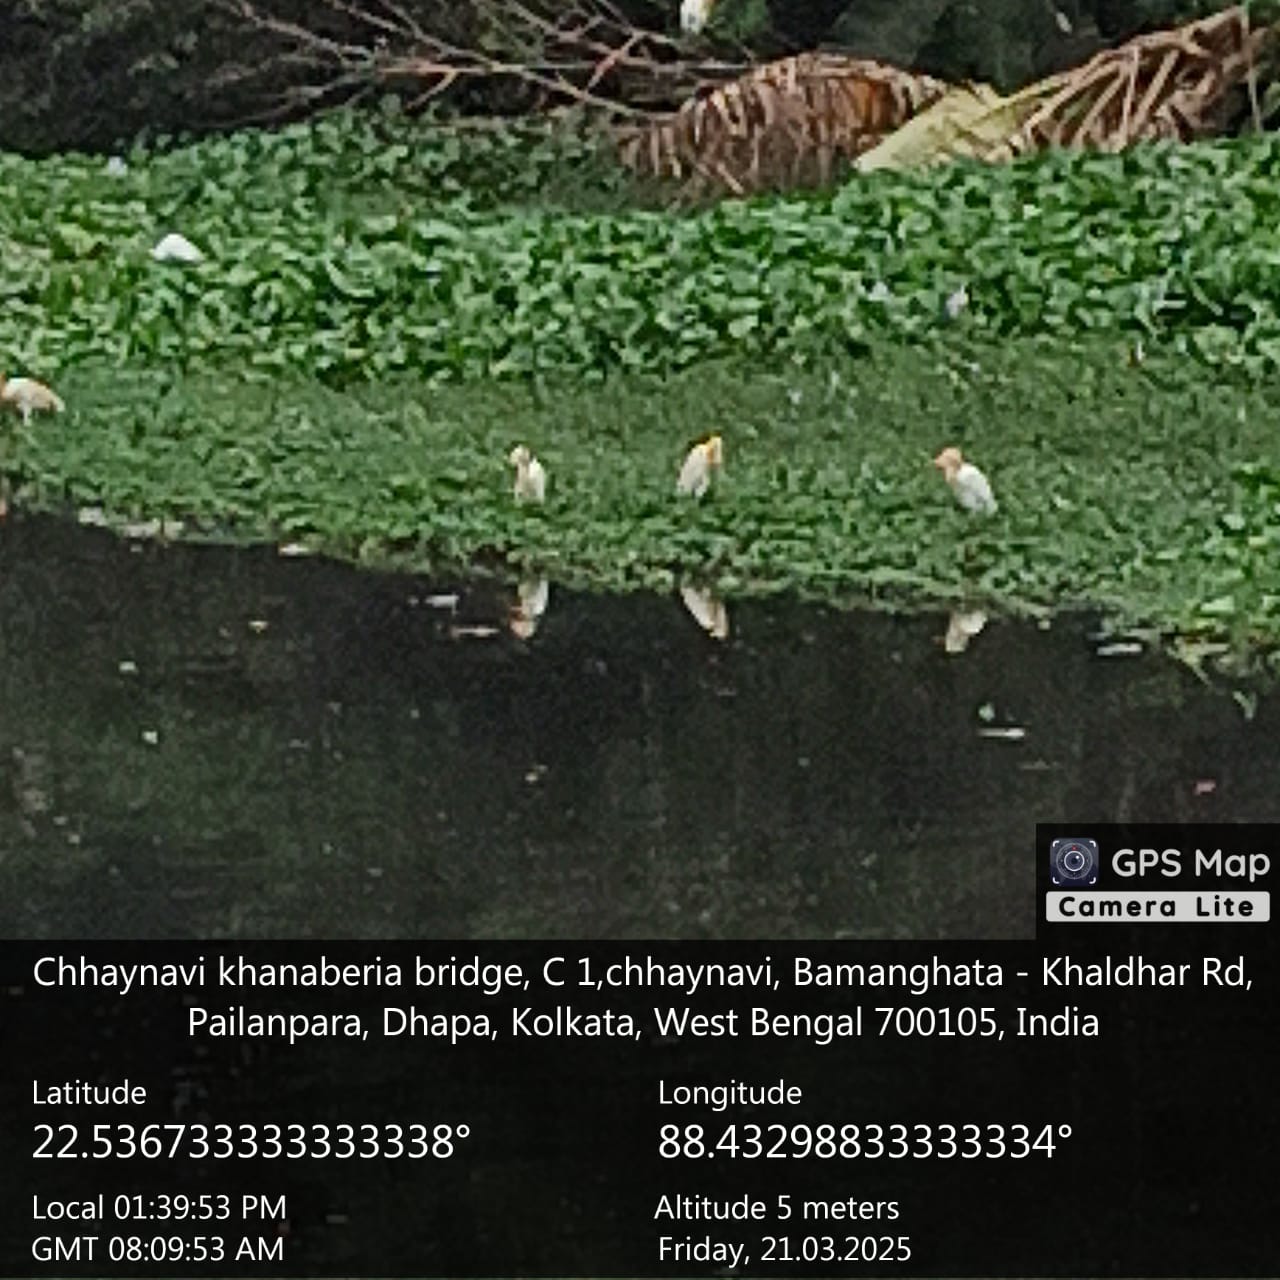 GPS Map
Camera Lite
Chhaynavi khanaberia bridge, C 1,chhaynavi, Bamanghata - Khaldhar Rd,
Pailanpara, Dhapa, Kolkata, West Bengal 700105, India
Latitude
22.536733333333338°
Longitude
88.43298833333334°
Local 01:39:53 PM
GMT 08:09:53 AM
Altitude 5 meters
Friday, 21.03.2025